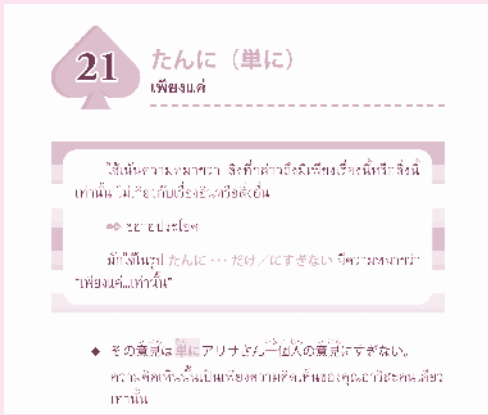 21
たんに（単に）
เพียงแค่
ใช้เน้นความหมายว่า สิ่งที่กล่าวถึงมีเพียงเรื่องนี้หรือสิ่งนี้
เท่านั้น ไม่เกี่ยวกับเรื่องอื่นหรือสิ่งอื่น
ขยายประโยค
มักใช้ในรูป たんに ･･･ だけ／にすぎない มีความหมายว่า
"เพียงแค่...เท่านั้น"
◆ その意見は単にアリサさん一個人の意見にすぎない。
ความคิดเห็นนั้นเป็นเพียงความคิดเห็นของคุณอาริสะคนเดียว
เท่านั้น